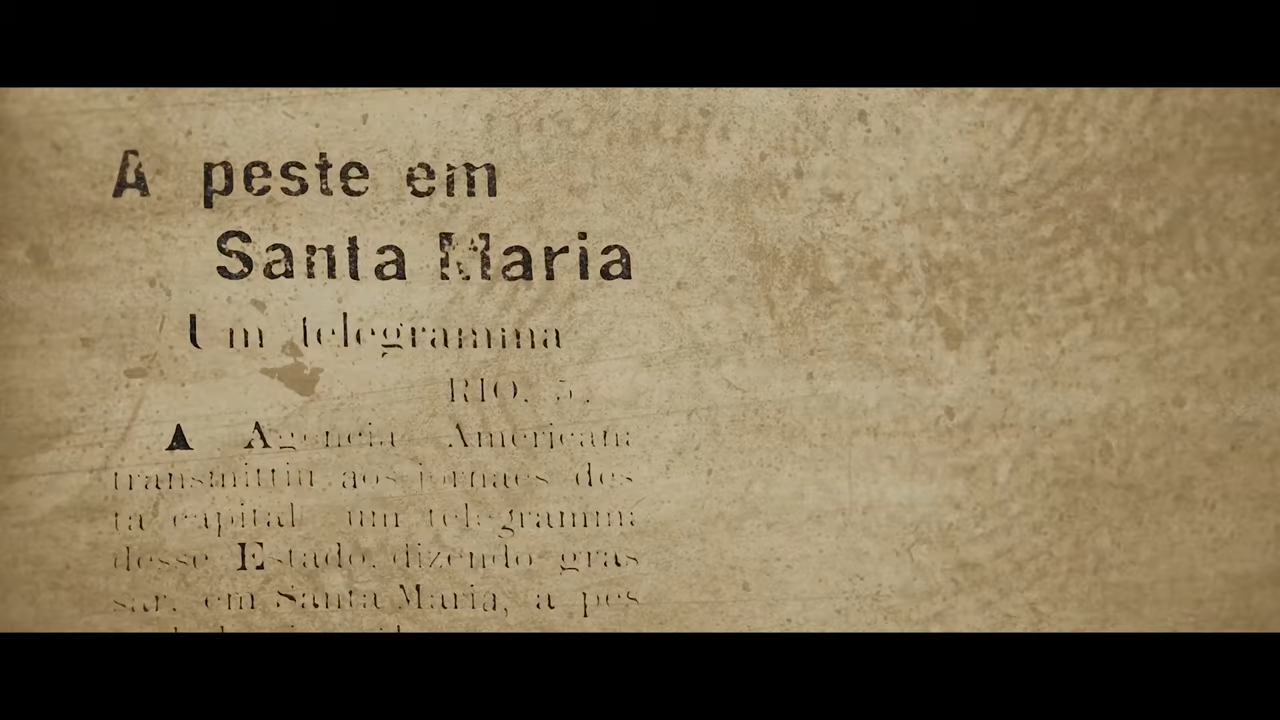 A peste em
Santa Maria
Um telegramma
RIO, 5.
A Agencia Americana
transmittiu aos jornaes des
ta capital um telegramma
desse Estado, dizendo gras
sar, em Santa Maria, a pes